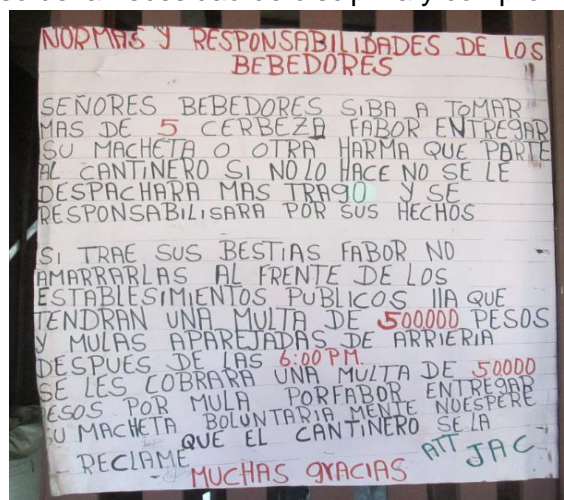 NORMAS Y RESPONSABILIDADES DE LOS
BEBEDORES
SEÑORES BEBEDORES SIBA A TOMAR
MAS DE 5 CERBEZA FABOR ENTREGAR
SU MACHETA O OTRA HARMA QUE PARTE
AL CANTINERO SI NO LO HACE NO SE LE
DESPACHARA MAS TRAGO Y SE
RESPONSABILISARA POR SUS HECHOS
SI TRAE SUS BESTIAS FABOR NO
AMARRARLAS AL FRENTE DE LOS
ESTABLESIMIENTOS PUBLICOS IIA QUE
TENDRAN UNA MULTA DE 500000 PESOS
Y MULAS APAREJADAS DE ARRIERIA
DESPUES DE LAS 6:00 PM.
SE LES COBRARA UNA MULTA DE 50000
ESOS POR MULA PORFABOR ENTREGAR
SU MACHETA BOLUNTARIA MENTE NUESPERE
QUE EL CANTINERO SE LA
RECLAME
ATT JAC
MUCHAS GRACIAS